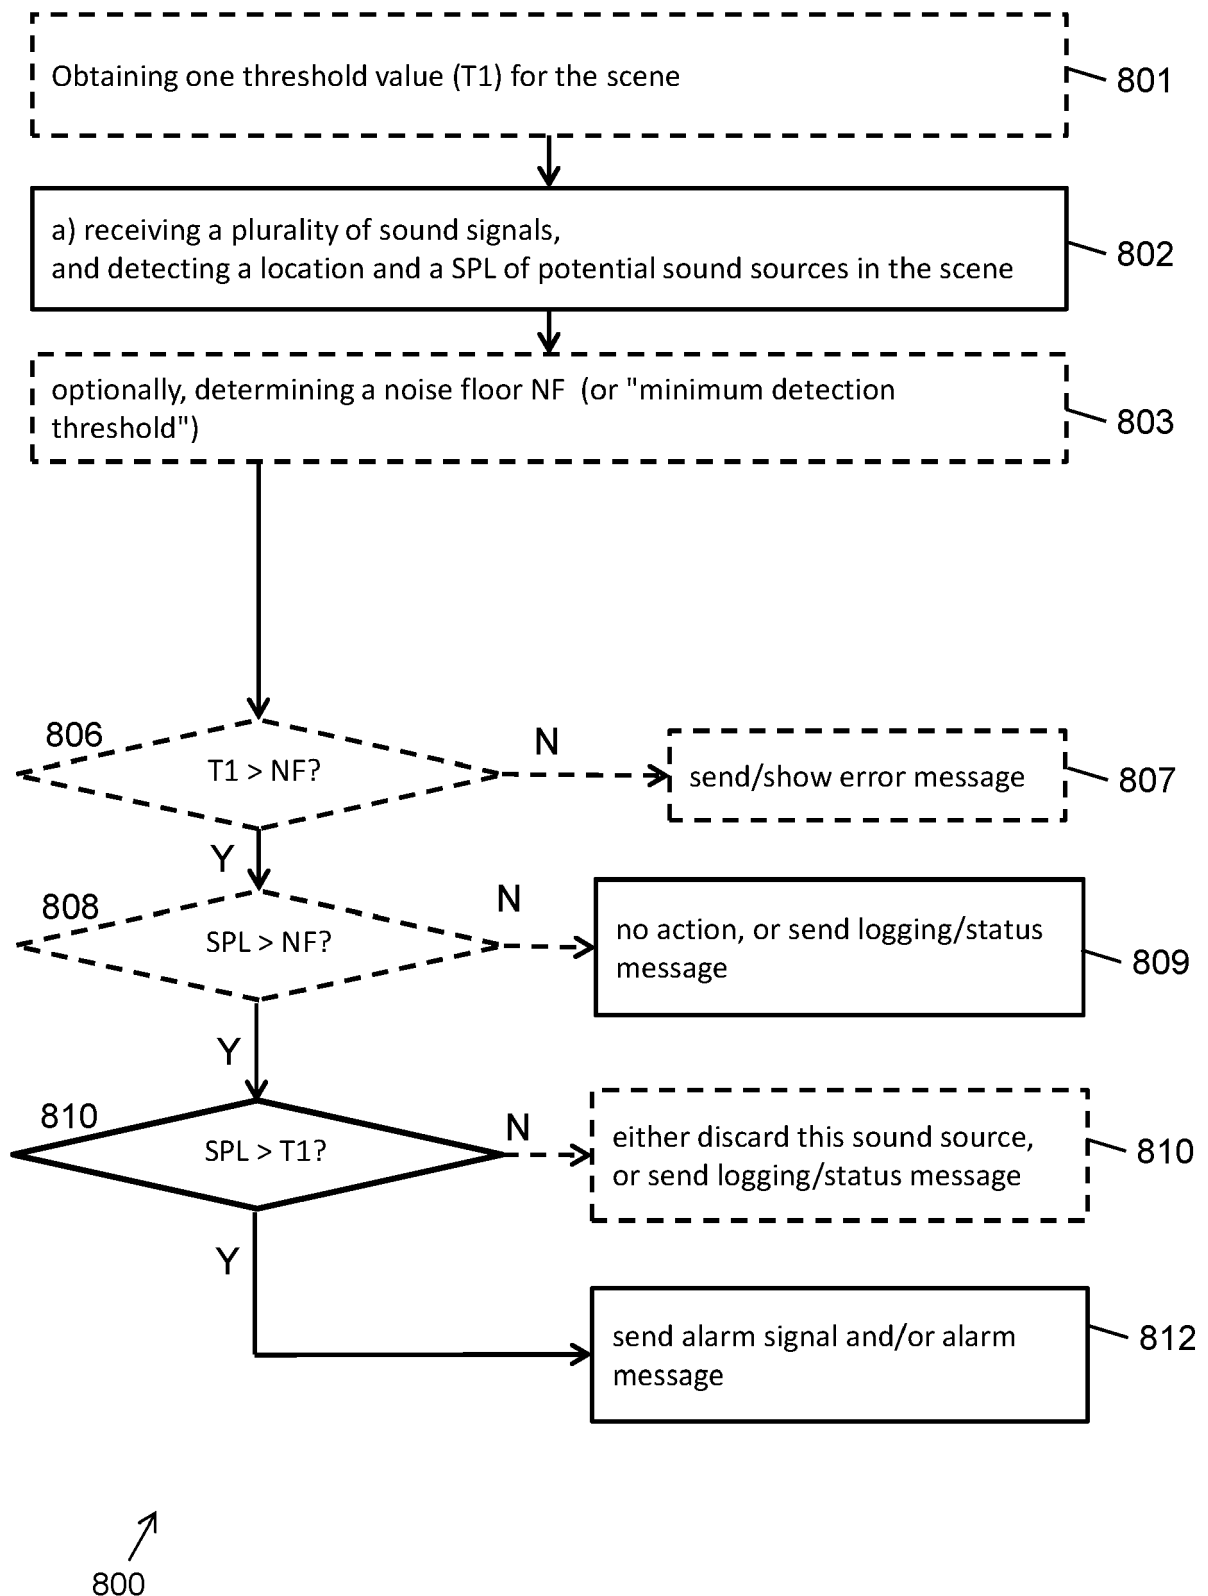 Obtaining one threshold value (T1) for the scene
801
a) receiving a plurality of sound signals,
and detecting a location and a SPL of potential sound sources in the scene
802
optionally, determining a noise floor NF (or "minimum detection
threshold")
803
806
T1 > NF?
N
send/show error message
807
Y
808
SPL > NF?
N
no action, or send logging/status
message
809
Y
810
SPL > T1?
N
either discard this sound source,
or send logging/status message
810
Y
send alarm signal and/or alarm
message
812
800